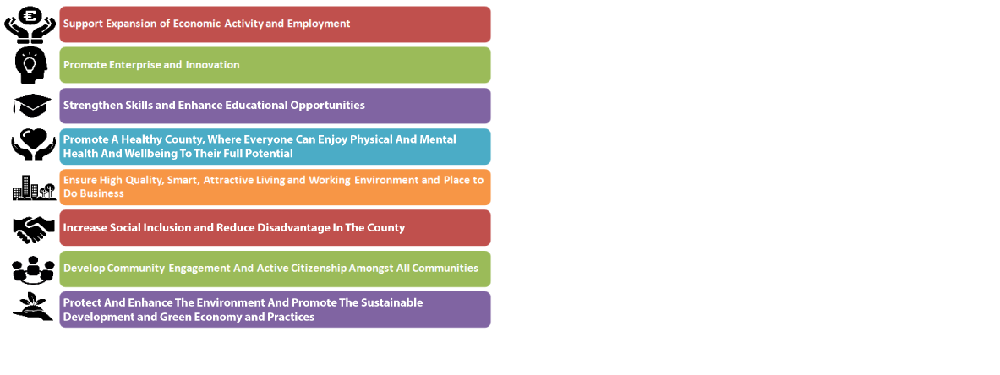 Support Expansion of Economic Activity and Employment
Promote Enterprise and Innovation
Strengthen Skills and Enhance Educational Opportunities
Promote A Healthy County, Where Everyone Can Enjoy Physical And Mental
Health And Wellbeing To Their Full Potential
Ensure High Quality, Smart, Attractive Living and Working Environment and Place to
Do Business
Increase Social Inclusion and Reduce Disadvantage In The County
Develop Community Engagement And Active Citizenship Amongst All Communities
Protect And Enhance The Environment And Promote The Sustainable
Development and Green Economy and Practices